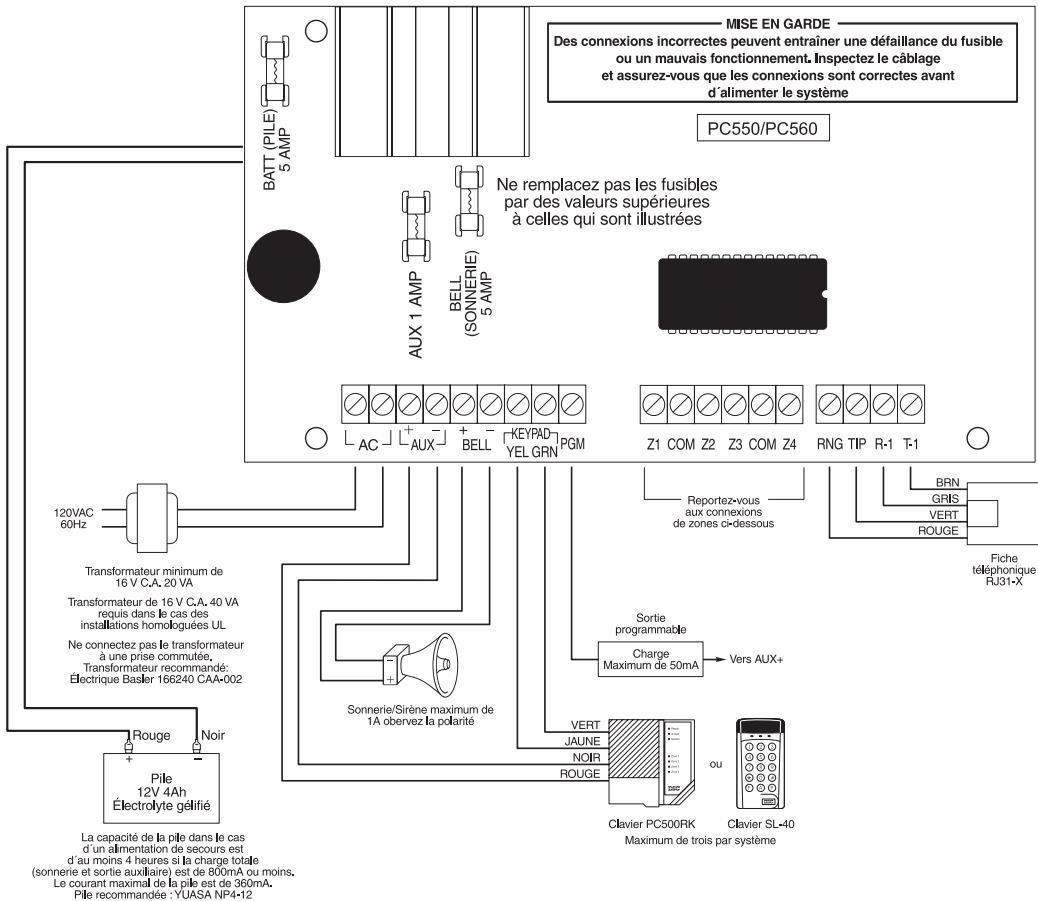 MISE EN GARDE
Des connexions incorrectes peuvent entraîner une défaillance du fusible
ou un mauvais fonctionnement. Inspectez le câblage
et assurez-vous que les connexions sont correctes avant
d´alimenter le système
PC550/PC560
BATT (PILE)
5 AMP
Ne remplacez pas les fusibles
par des valeurs supérieures
à celles qui sont illustrées
AUX 1 AMP
BELL
(SONNERIE)
5 AMP
+ − + − KEYPAD
AC AUX BELL YEL GRN PGM Z1 COM Z2 Z3 COM Z4 RNG TIP R-1 T-1
120VAC
60Hz
Transformateur minimum de
16 V C.A. 20 VA
Transformateur de 16 V C.A. 40 VA
requis dans le cas des
installations homologuées UL
Ne connectez pas le transformateur
à une prise commutée.
Transformateur recommandé:
Électrique Basler 166240 CAA-002
Reportez-vous
aux connexions
de zones ci-dessous
BRN
GRIS
VERT
ROUGE
Fiche
téléphonique
RJ31-X
Sortie
programmable
Charge
Maximum de 50mA
Vers AUX+
−
+
Sonnerie/Sirène maximum de
1A obervez la polarité
VERT
JAUNE
NOIR
ROUGE
DSC
ou
Clavier PC500RK
Clavier SL-40
Maximum de trois par système
Rouge
Noir
+ −
Pile
12V 4Ah
Électrolyte gélifié
La capacité de la pile dans le cas
d´un alimentation de secours est
d´au moins 4 heures si la charge totale
(sonnerie et sortie auxiliaire) est de 800mA ou moins.
Le courant maximal de la pile est de 360mA.
Pile recommandée : YUASA NP4-12